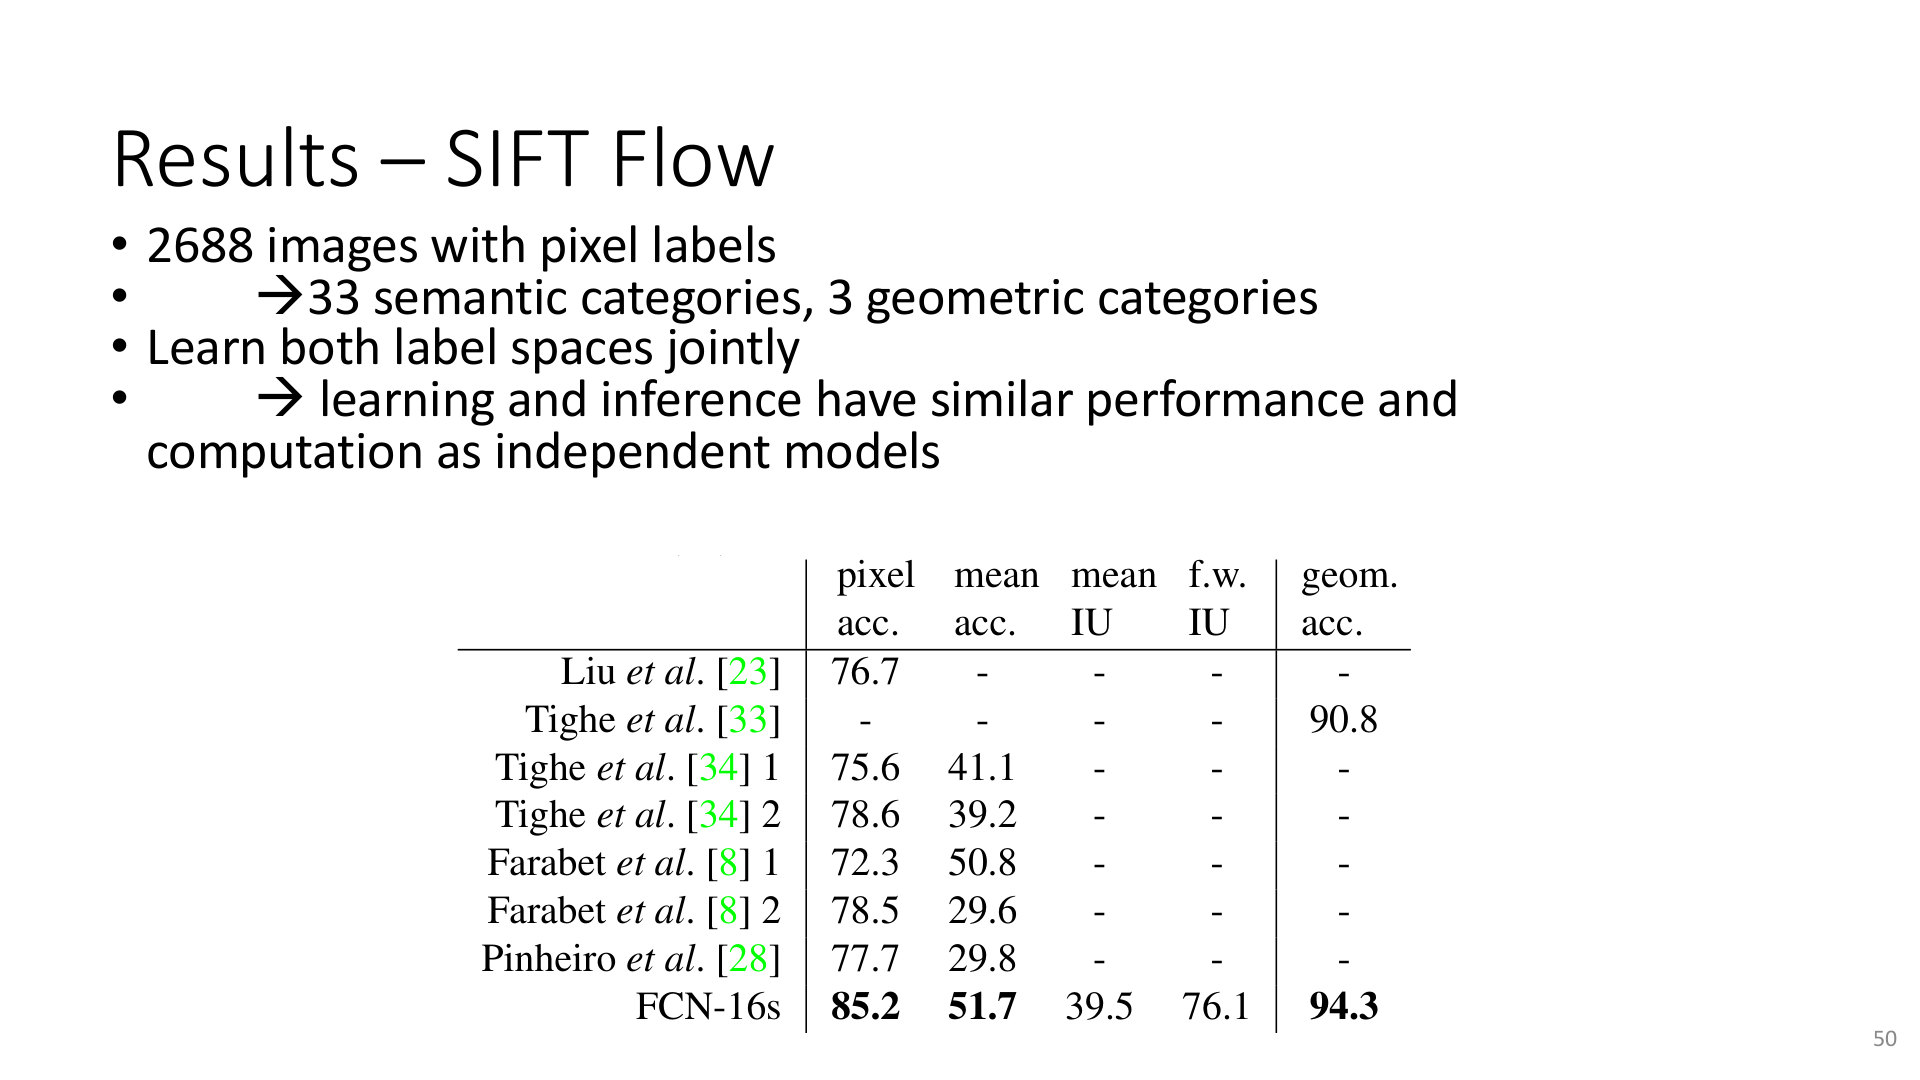 Results – SIFT Flow
• 2688 images with pixel labels
• →33 semantic categories, 3 geometric categories
• Learn both label spaces jointly
• → learning and inference have similar performance and
computation as independent models
pixel mean mean f.w. geom.
acc. acc. IU IU acc.
Liu et al. [23] 76.7 - - - -
Tighe et al. [33] - - - - 90.8
Tighe et al. [34] 1 75.6 41.1 - - -
Tighe et al. [34] 2 78.6 39.2 - - -
Farabet et al. [8] 1 72.3 50.8 - - -
Farabet et al. [8] 2 78.5 29.6 - - -
Pinheiro et al. [28] 77.7 29.8 - - -
FCN-16s 85.2 51.7 39.5 76.1 94.3
50